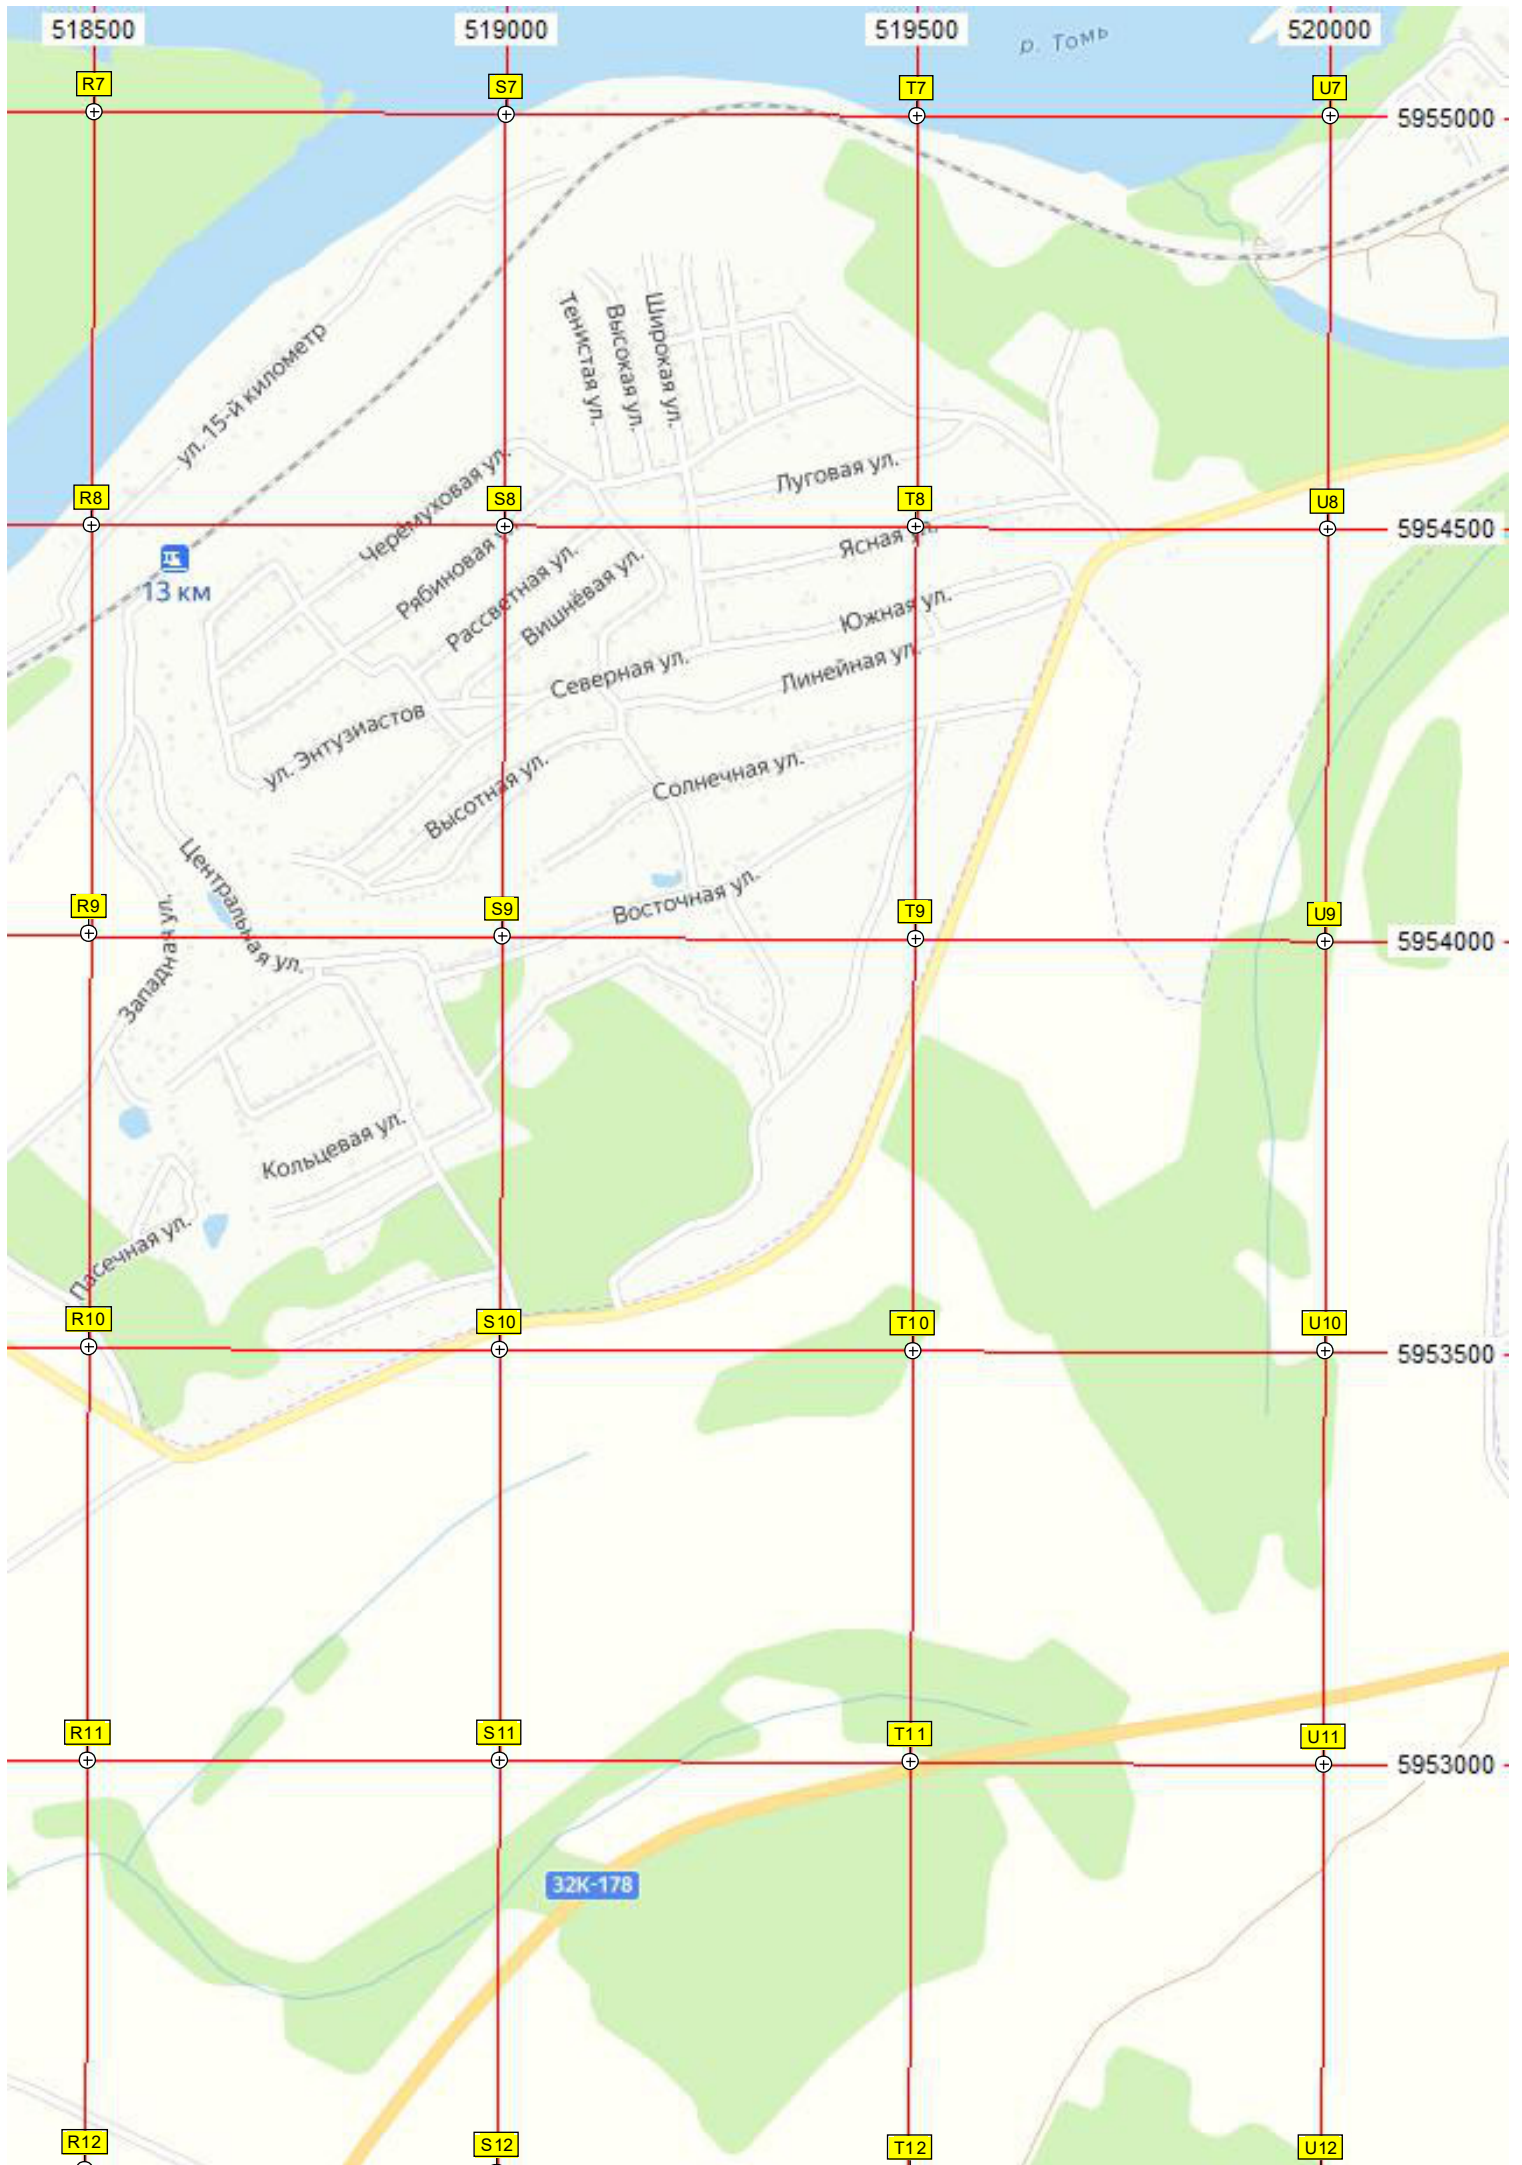 518500 519000 519500 520000
р. Томь
R7 S7 T7 U7
5955000
ул. 15-й километр
Тенистая ул.
Высокая ул.
Широкая ул.
Черёмуховая ул.
Луговая ул.
R8 S8 T8 U8
5954500
13 км
Рябиновая у
Рассветная ул.
Вишнёвая ул.
Ясная ул.
Южная ул.
Северная ул.
Линейная ул.
ул. Энтузиастов
Высотная ул.
Солнечная ул.
Центральная ул.
Западная ул.
Восточная ул.
R9 S9 T9 U9
5954000
Кольцевая ул.
Пасечная ул.
R10 S10 T10 U10
5953500
R11 S11 T11 U11
5953000
32К-178
R12 S12 T12 U12